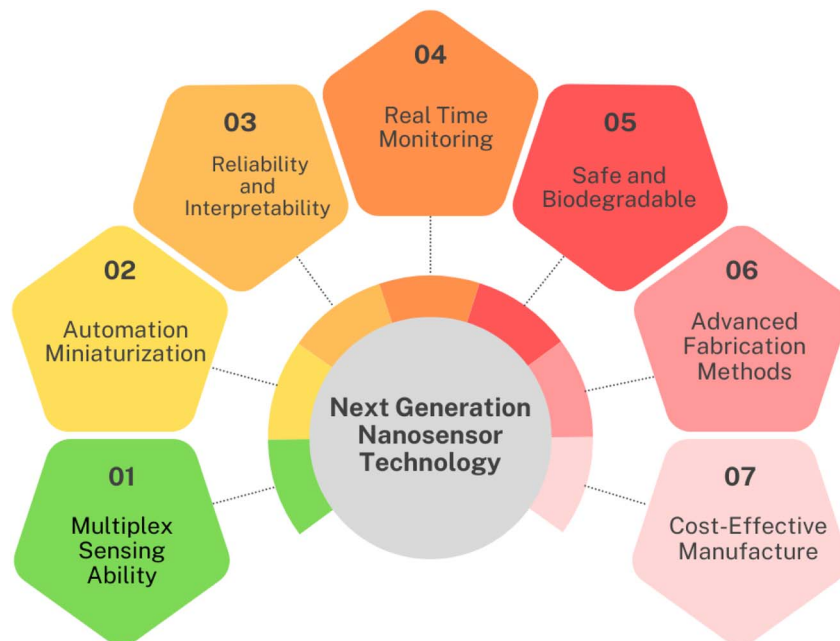 01
Multiplex
Sensing
Ability
02
Automation
Miniaturization
03
Reliability
and
Interpretability
04
Real Time
Monitoring
05
Safe and
Biodegradable
06
Advanced
Fabrication
Methods
07
Cost-Effective
Manufacture
Next Generation
Nanosensor
Technology